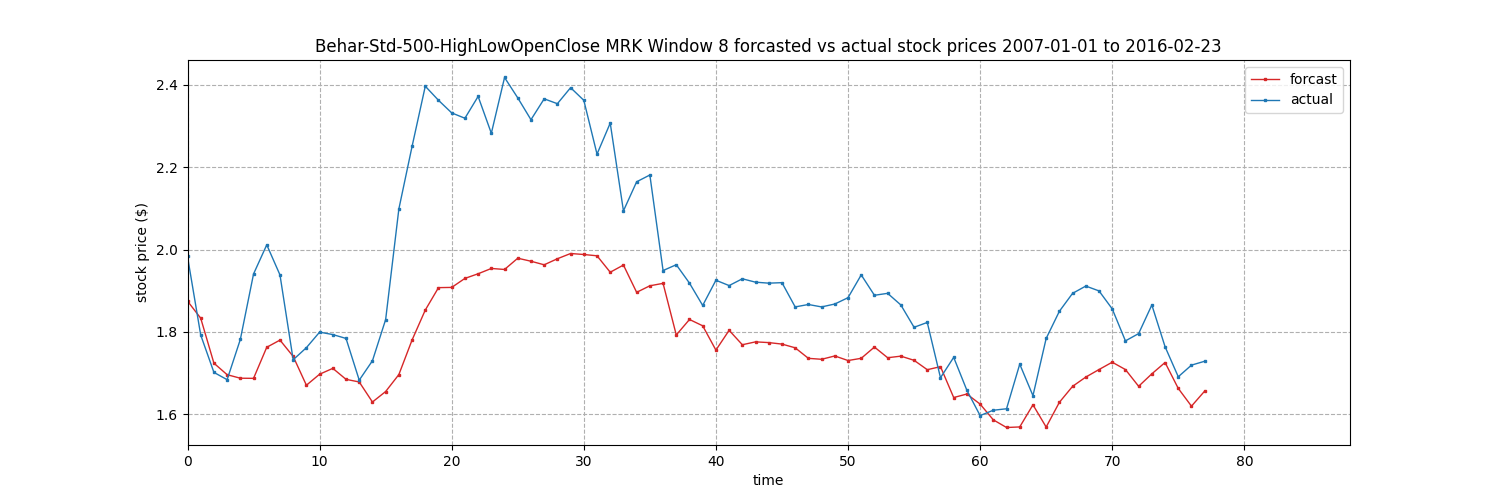 Behar-Std-500-HighLowOpenClose MRK Window 8 forcasted vs actual stock prices 2007-01-01 to 2016-02-23
forcast
actual
stock price ($)
2.4
2.2
2.0
1.8
1.6
0 10 20 30 40 50 60 70 80
time